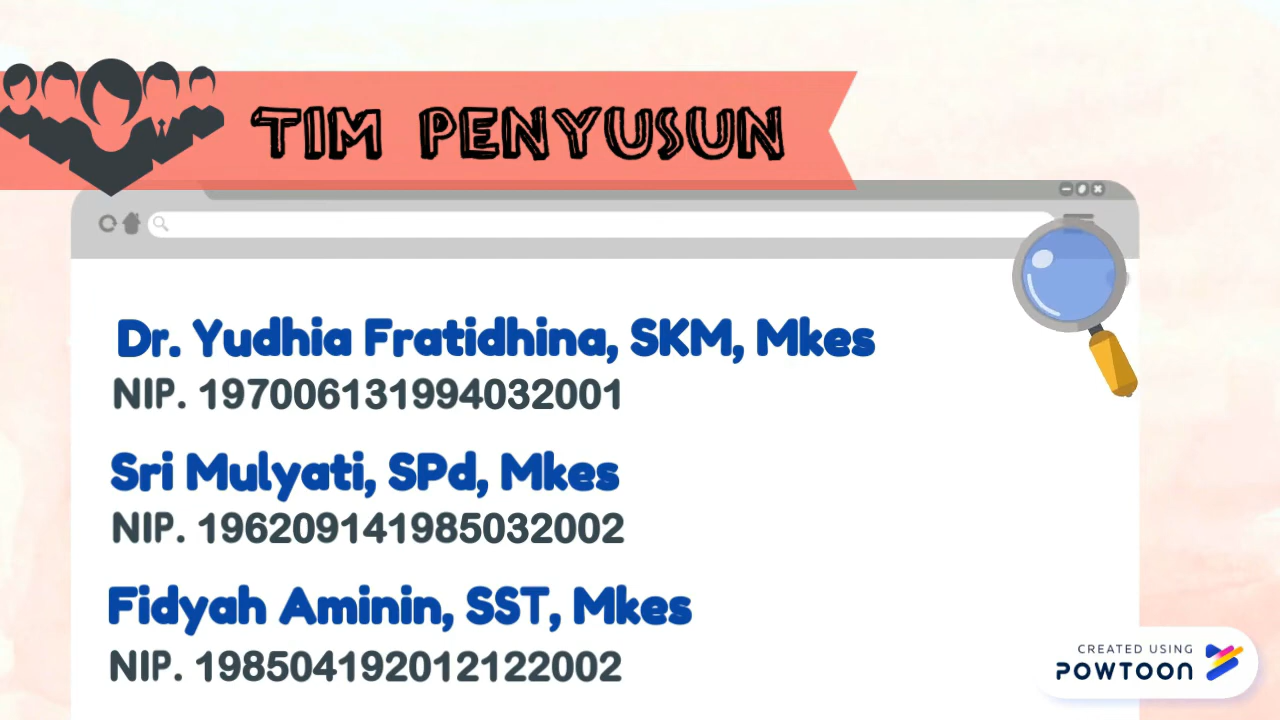 TIM PENYUSUN
Dr. Yudhia Fratidhina, SKM, Mkes
NIP. 197006131994032001
Sri Mulyati, SPd, Mkes
NIP. 196209141985032002
Fidyah Aminin, SST, Mkes
NIP. 198504192012122002
CREATED USING
POWTOON